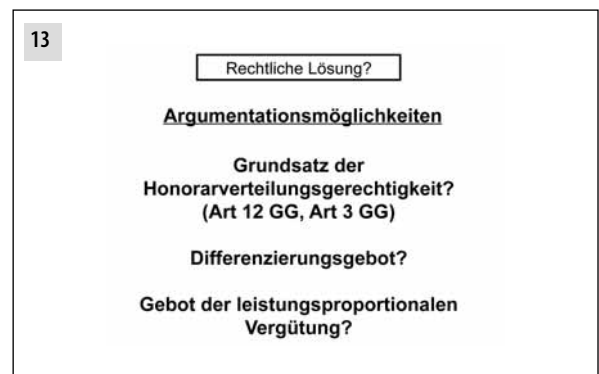 13
Rechtliche Lösung?
Argumentationsmöglichkeiten
Grundsatz der
Honorarverteilungsgerechtigkeit?
(Art 12 GG, Art 3 GG)
Differenzierungsgebot?
Gebot der leistungsproportionalen
Vergütung?